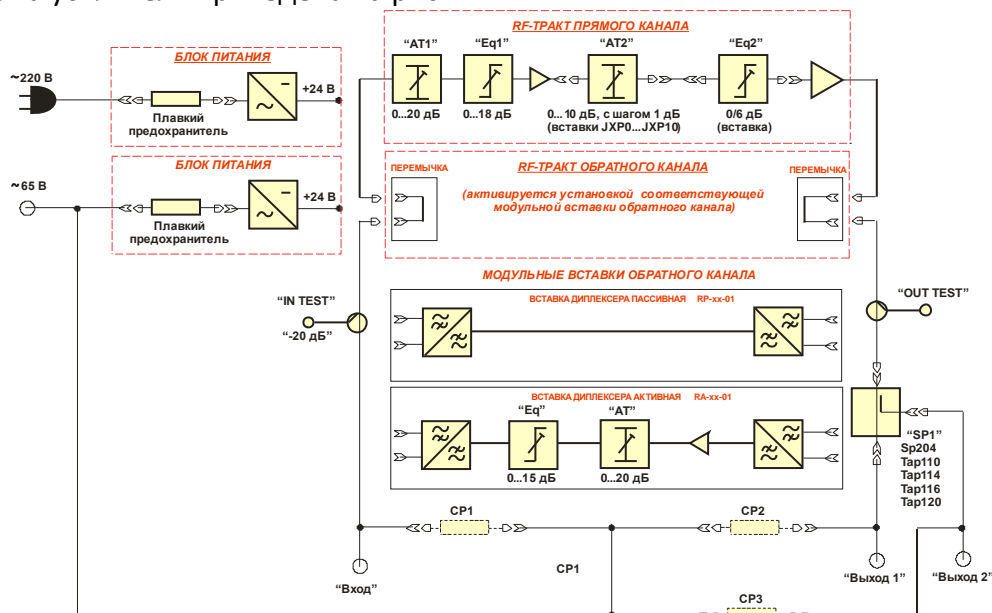 RF-ТРАКТ ПРЯМОГО КАНАЛА
БЛОК ПИТАНИЯ
"AT1"
"Eq1"
"AT2"
"Eq2"
~220 В
+24 В
Плавкий
предохранитель
0...20 дБ
0...18 дБ
0... 10 дБ, с шагом 1 дБ
(вставки JXP0...JXP10)
0/6 дБ
(вставка)
БЛОК ПИТАНИЯ
~65 В
+24 В
Плавкий
предохранитель
ПЕРЕМЫЧКА
RF-ТРАКТ ОБРАТНОГО КАНАЛА
ПЕРЕМЫЧКА
(активируется установкой соответствующей
модульной вставки обратного канала)
МОДУЛЬНЫЕ ВСТАВКИ ОБРАТНОГО КАНАЛА
"IN TEST"
"-20 дБ"
ВСТАВКА ДИПЛЕКСЕРА ПАССИВНАЯ RP-xx-01
"OUT TEST"
ВСТАВКА ДИПЛЕКСЕРА АКТИВНАЯ RA-xx-01
"Eq"
"AT"
0...15 дБ
0...20 дБ
"SP1"
Sp204
Tap110
Tap114
Tap116
Tap120
CP1
CP2
"Вход"
CP1
"Выход 1"
"Выход 2"
CP3